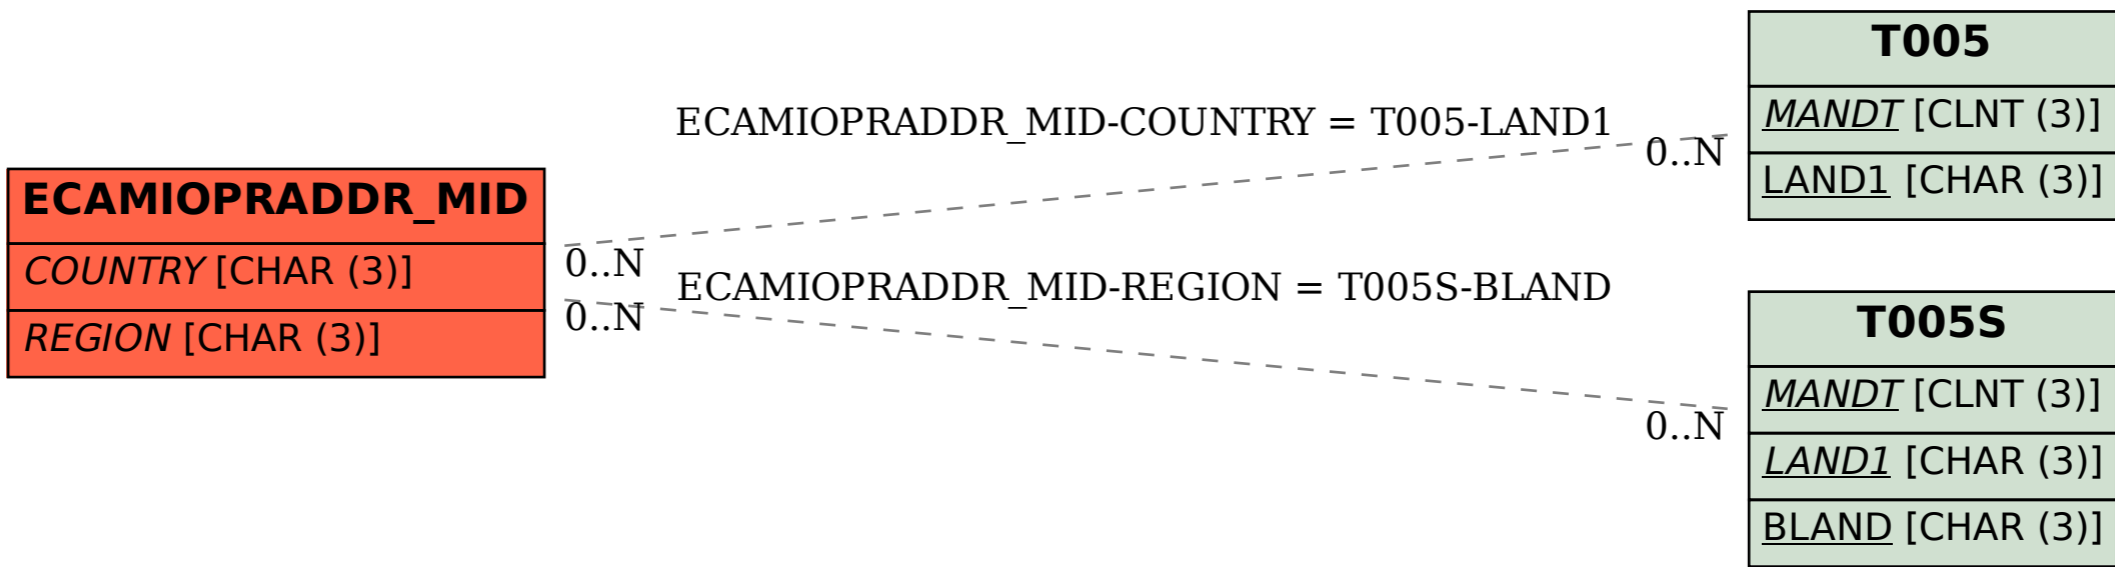 ECAMIOPRADDR_MID
COUNTRY [CHAR (3)]
REGION [CHAR (3)]
ECAMIOPRADDR_MID-COUNTRY = T005-LAND1
0..N
0..N
ECAMIOPRADDR_MID-REGION = T005S-BLAND
0..N
0..N
T005
MANDT [CLNT (3)]
LAND1 [CHAR (3)]
T005S
MANDT [CLNT (3)]
LAND1 [CHAR (3)]
BLAND [CHAR (3)]